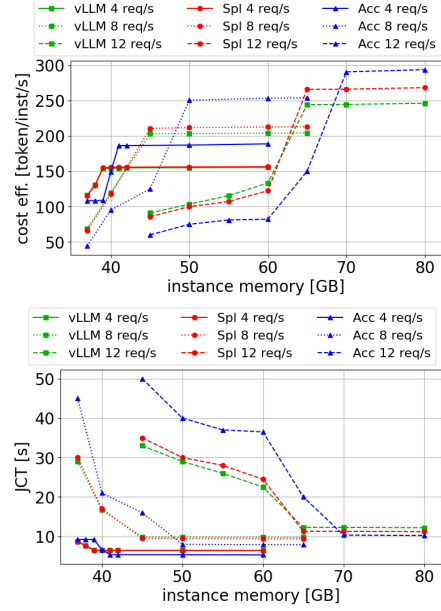 vLLM 4 req/s Spl 4 req/s Acc 4 req/s
vLLM 8 req/s Spl 8 req/s Acc 8 req/s
vLLM 12 req/s Spl 12 req/s Acc 12 req/s
300
250
200
150
100
50
cost eff. [token/inst/s]
40 50 60 70 80
instance memory [GB]
vLLM 4 req/s Spl 4 req/s Acc 4 req/s
vLLM 8 req/s Spl 8 req/s Acc 8 req/s
vLLM 12 req/s Spl 12 req/s Acc 12 req/s
50
40
30
20
10
JCT [s]
40 50 60 70 80
instance memory [GB]